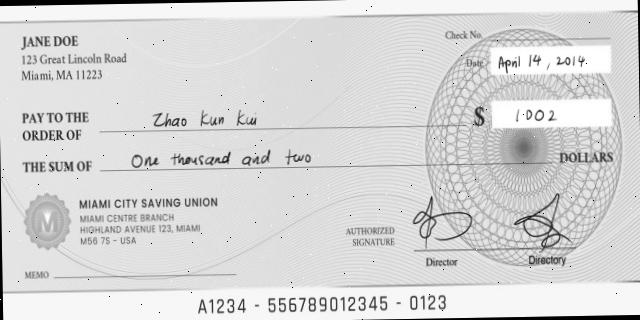 JANE DOE
123 Great Lincoln Road
Miami, MA 11223
Check No.
Date April 14, 2014.
PAY TO THE
ORDER OF Zhao Kun Kui
$ 1.002
THE SUM OF One thousand and two DOLLARS
M
MIAMI CITY SAVING UNION
MIAMI CENTRE BRANCH
HIGHLAND AVENUE 123, MIAMI
M56 7S - USA
AUTHORIZED
SIGNATURE
Director
Directory
MEMO
A1234 - 556789012345 - 0123